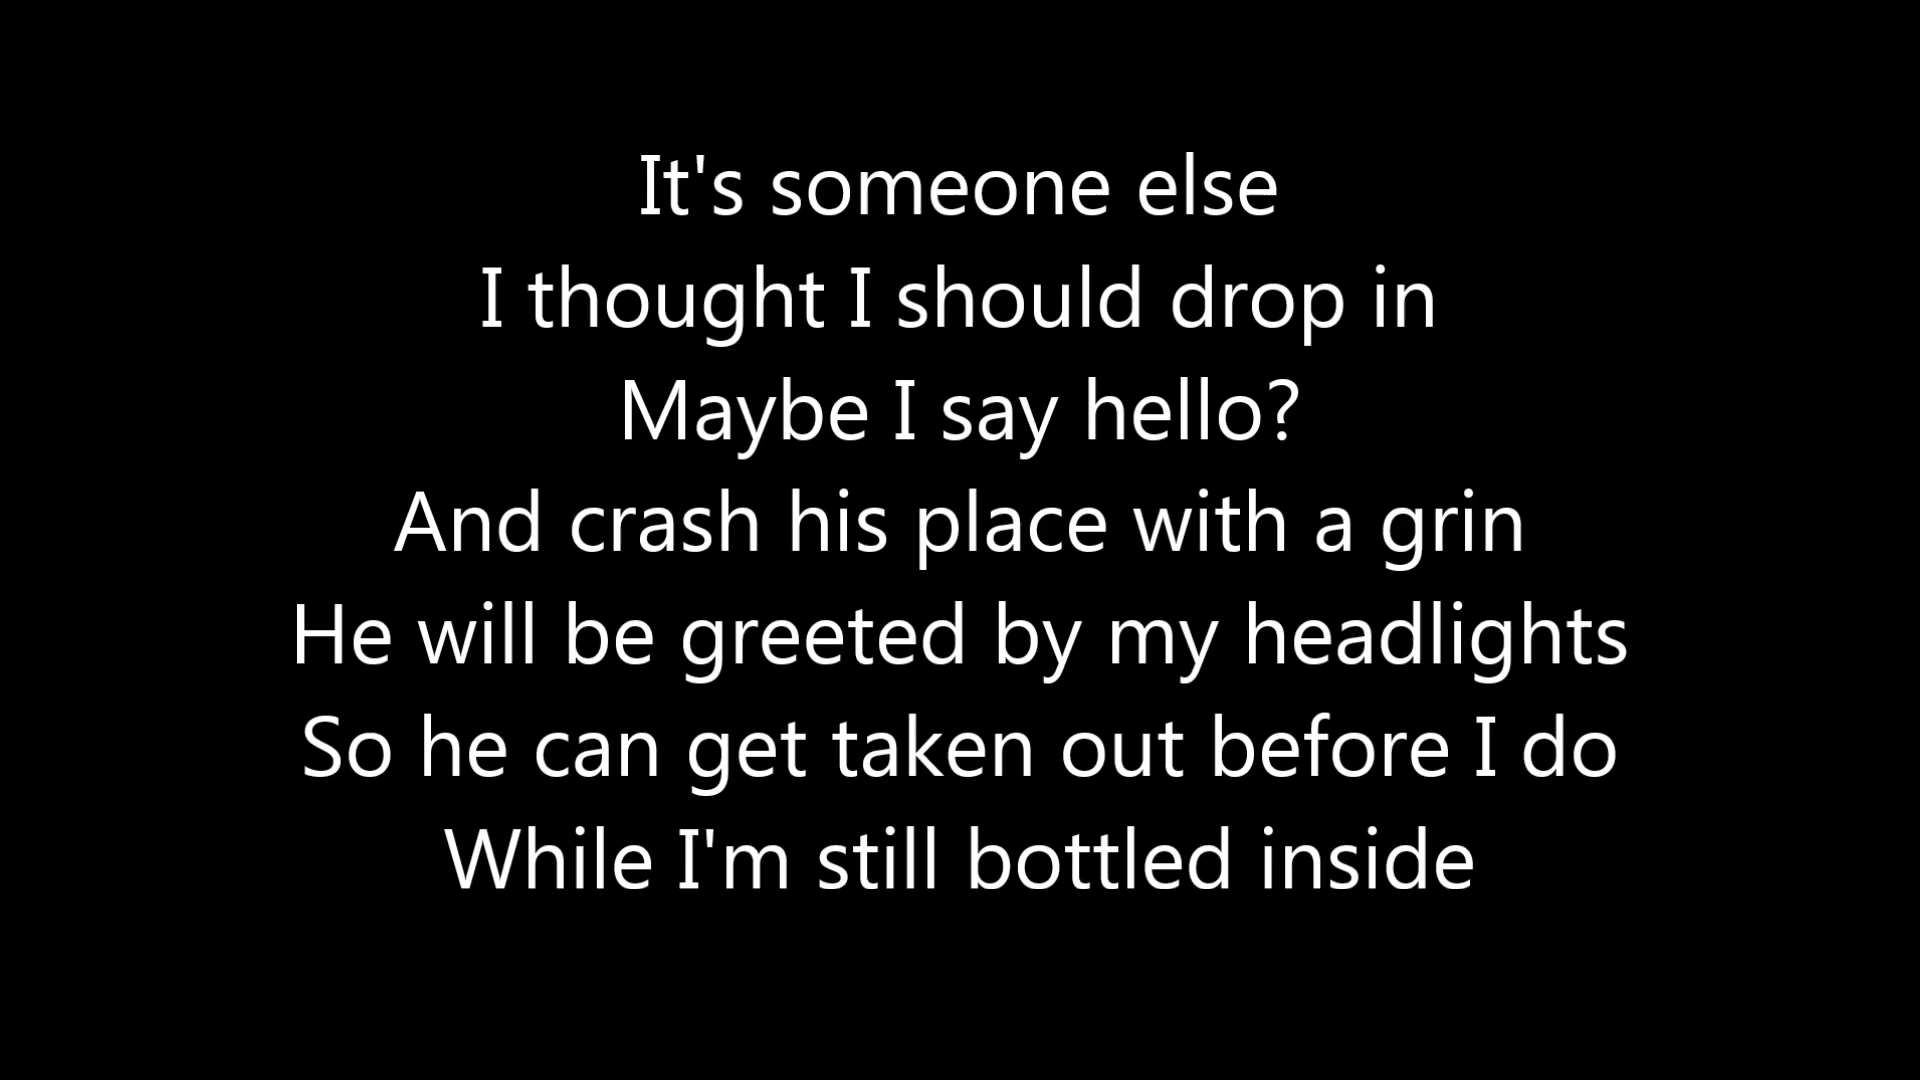 It's someone else
I thought I should drop in
Maybe I say hello?
And crash his place with a grin
He will be greeted by my headlights
So he can get taken out before I do
While I'm still bottled inside